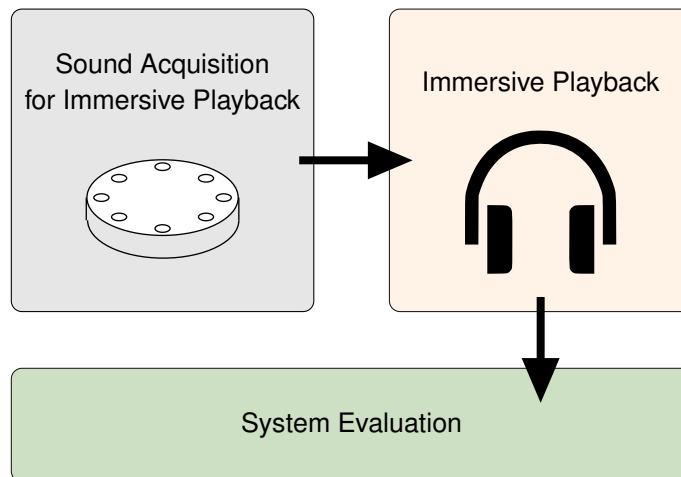 Sound Acquisition
for Immersive Playback
Immersive Playback
System Evaluation